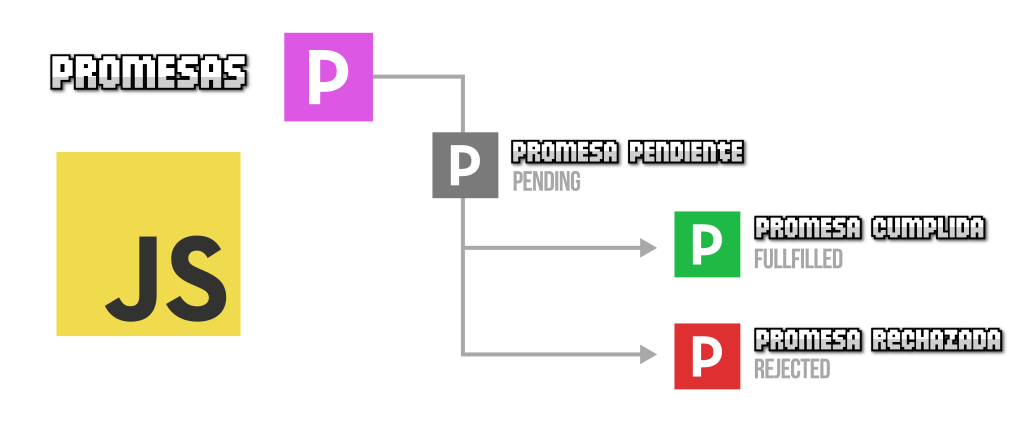 PROMESAS
P
P
PROMESA PENDIENTE
PENDING
P
PROMESA CUMPLIDA
FULLFILLED
JS
P
PROMESA RECHAZADA
REJECTED